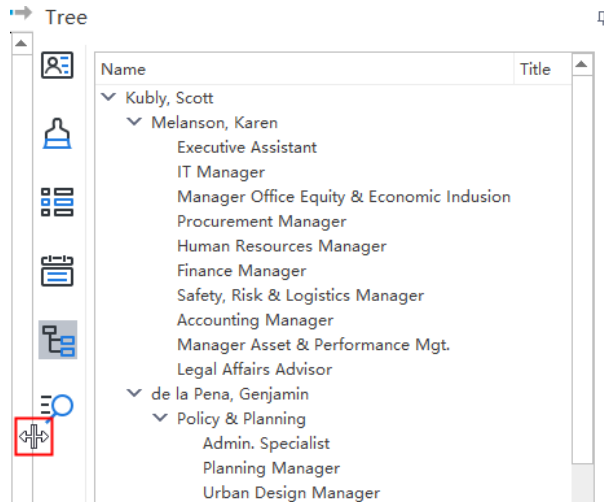 Tree
Name Title
Kubly, Scott
Melanson, Karen
Executive Assistant
IT Manager
Manager Office Equity & Economic Indusion
Procurement Manager
Human Resources Manager
Finance Manager
Safety, Risk & Logistics Manager
Accounting Manager
Manager Asset & Performance Mgt.
Legal Affairs Advisor
de la Pena, Genjamin
Policy & Planning
Admin. Specialist
Planning Manager
Urban Design Manager